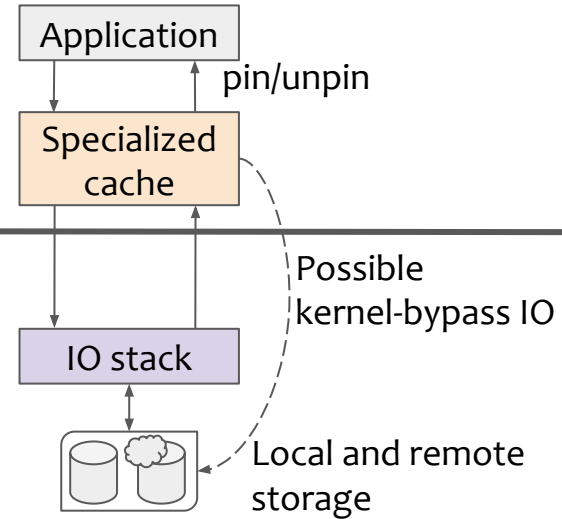 Application
pin/unpin
Specialized
cache
Possible
kernel-bypass IO
IO stack
Local and remote
storage